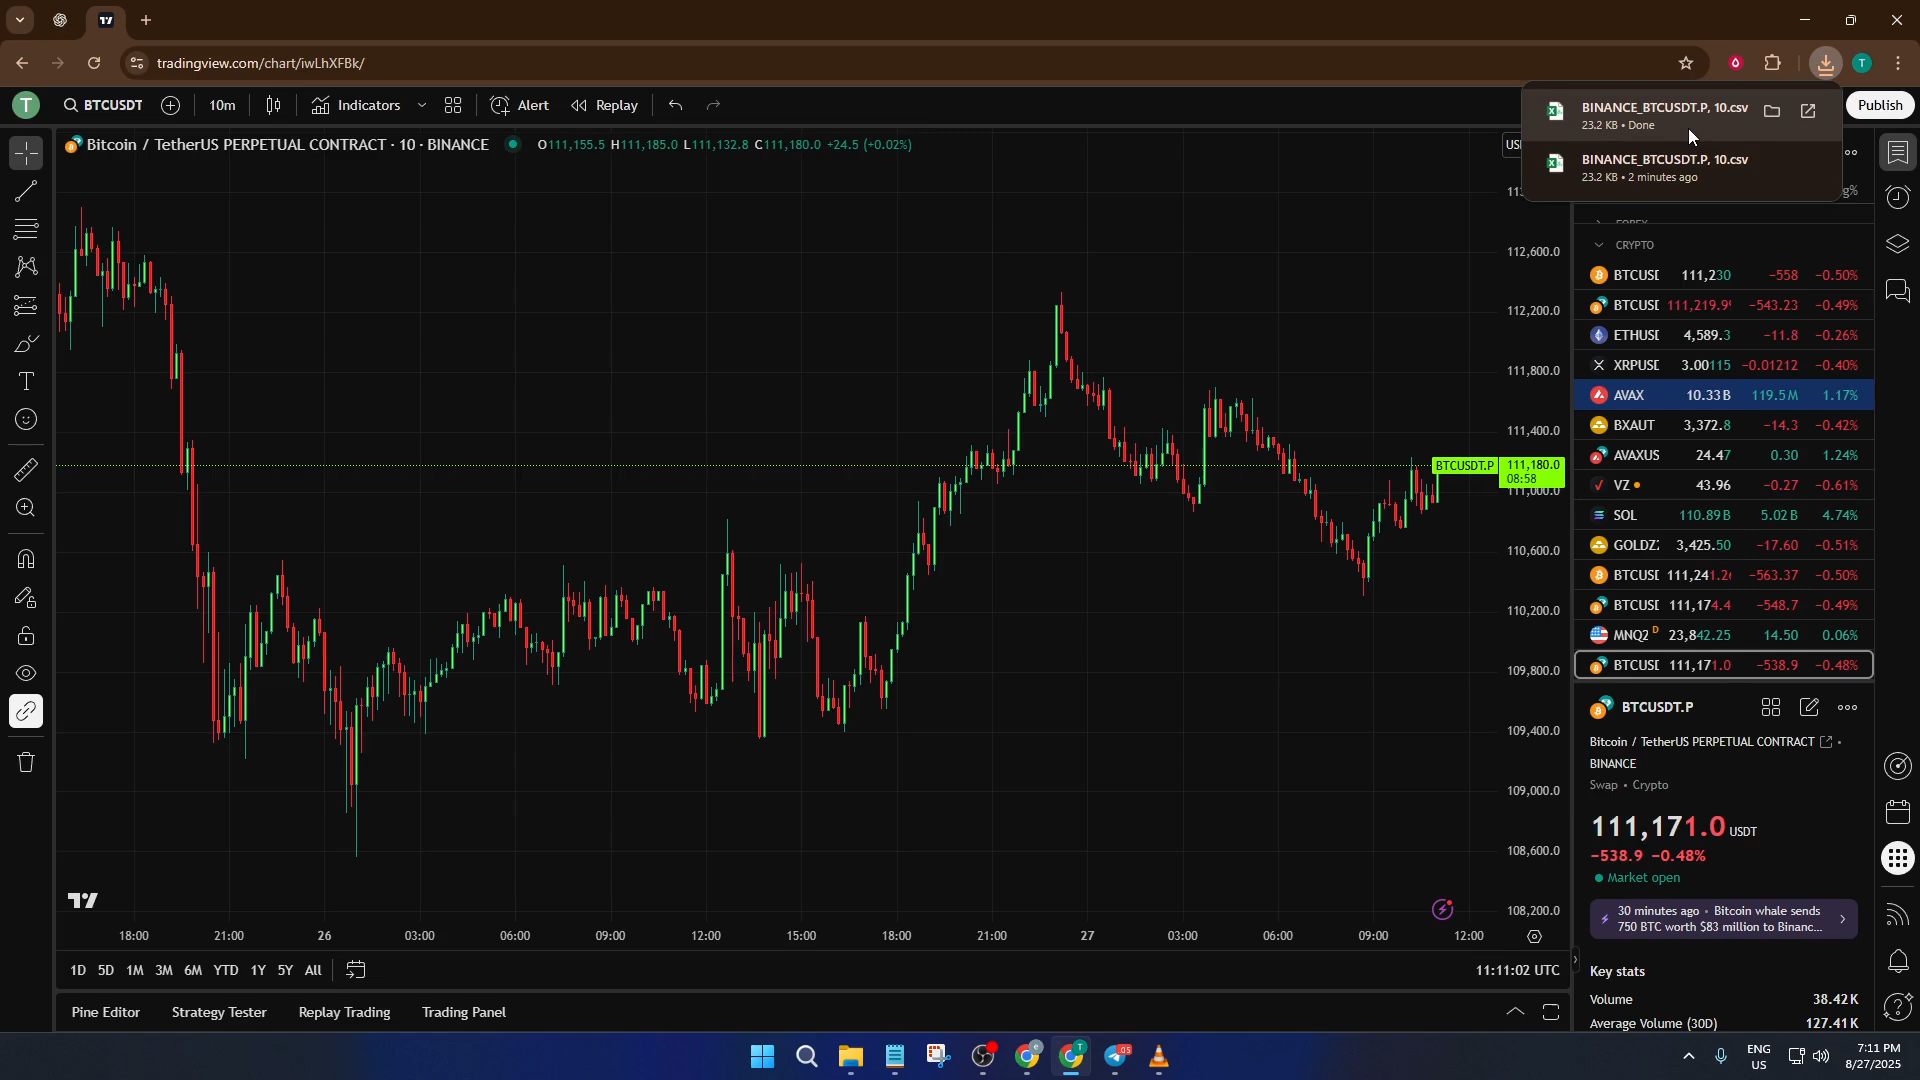 tradingview.com/chart/iwLhXFBk/
T
T
BTCUSDT
10m
Indicators
Alert
Replay
Publish
BINANCE_BTCUSDT.P, 10.csv
23.2 KB • Done
BINANCE_BTCUSDT.P, 10.csv
23.2 KB • 2 minutes ago
Bitcoin / TetherUS PERPETUAL CONTRACT · 10 · BINANCE
O111,155.5 H111,185.0 L111,132.8 C111,180.0 +24.5 (+0.02%)
112,600.0
112,200.0
111,800.0
111,400.0
BTCUSDT.P 111,180.0
08:58
111,000.0
110,600.0
110,200.0
109,800.0
109,400.0
109,000.0
108,600.0
108,200.0
18:00 21:00 26 03:00 06:00 09:00 12:00 15:00 18:00 21:00 27 03:00 06:00 09:00 12:00
1D 5D 1M 3M 6M YTD 1Y 5Y All
11:11:02 UTC
Pine Editor
Strategy Tester
Replay Trading
Trading Panel
CRYPTO
BTCUSD 111,230 −558 −0.50%
BTCUSD 111,219.9 −543.23 −0.49%
ETHUSD 4,589.3 −11.8 −0.26%
XRPUSD 3.00115 −0.01212 −0.40%
AVAX 10.33B 119.5M 1.17%
BXAUT 3,372.8 −14.3 −0.42%
AVAXUS 24.47 0.30 1.24%
VZ 43.96 −0.27 −0.61%
SOL 110.89B 5.02B 4.74%
GOLDZ 3,425.50 −17.60 −0.51%
BTCUSD 111,241.2 −563.37 −0.50%
BTCUSD 111,174.4 −548.7 −0.49%
MNQ2 D 23,842.25 14.50 0.06%
BTCUSD 111,171.0 −538.9 −0.48%
BTCUSDT.P
Bitcoin / TetherUS PERPETUAL CONTRACT •
BINANCE
Swap • Crypto
111,171.0 USDT
−538.9 −0.48%
Market open
30 minutes ago • Bitcoin whale sends
750 BTC worth $83 million to Binanc...
Key stats
Volume 38.42K
Average Volume (30D) 127.41K
ENG
US
7:11 PM
8/27/2025